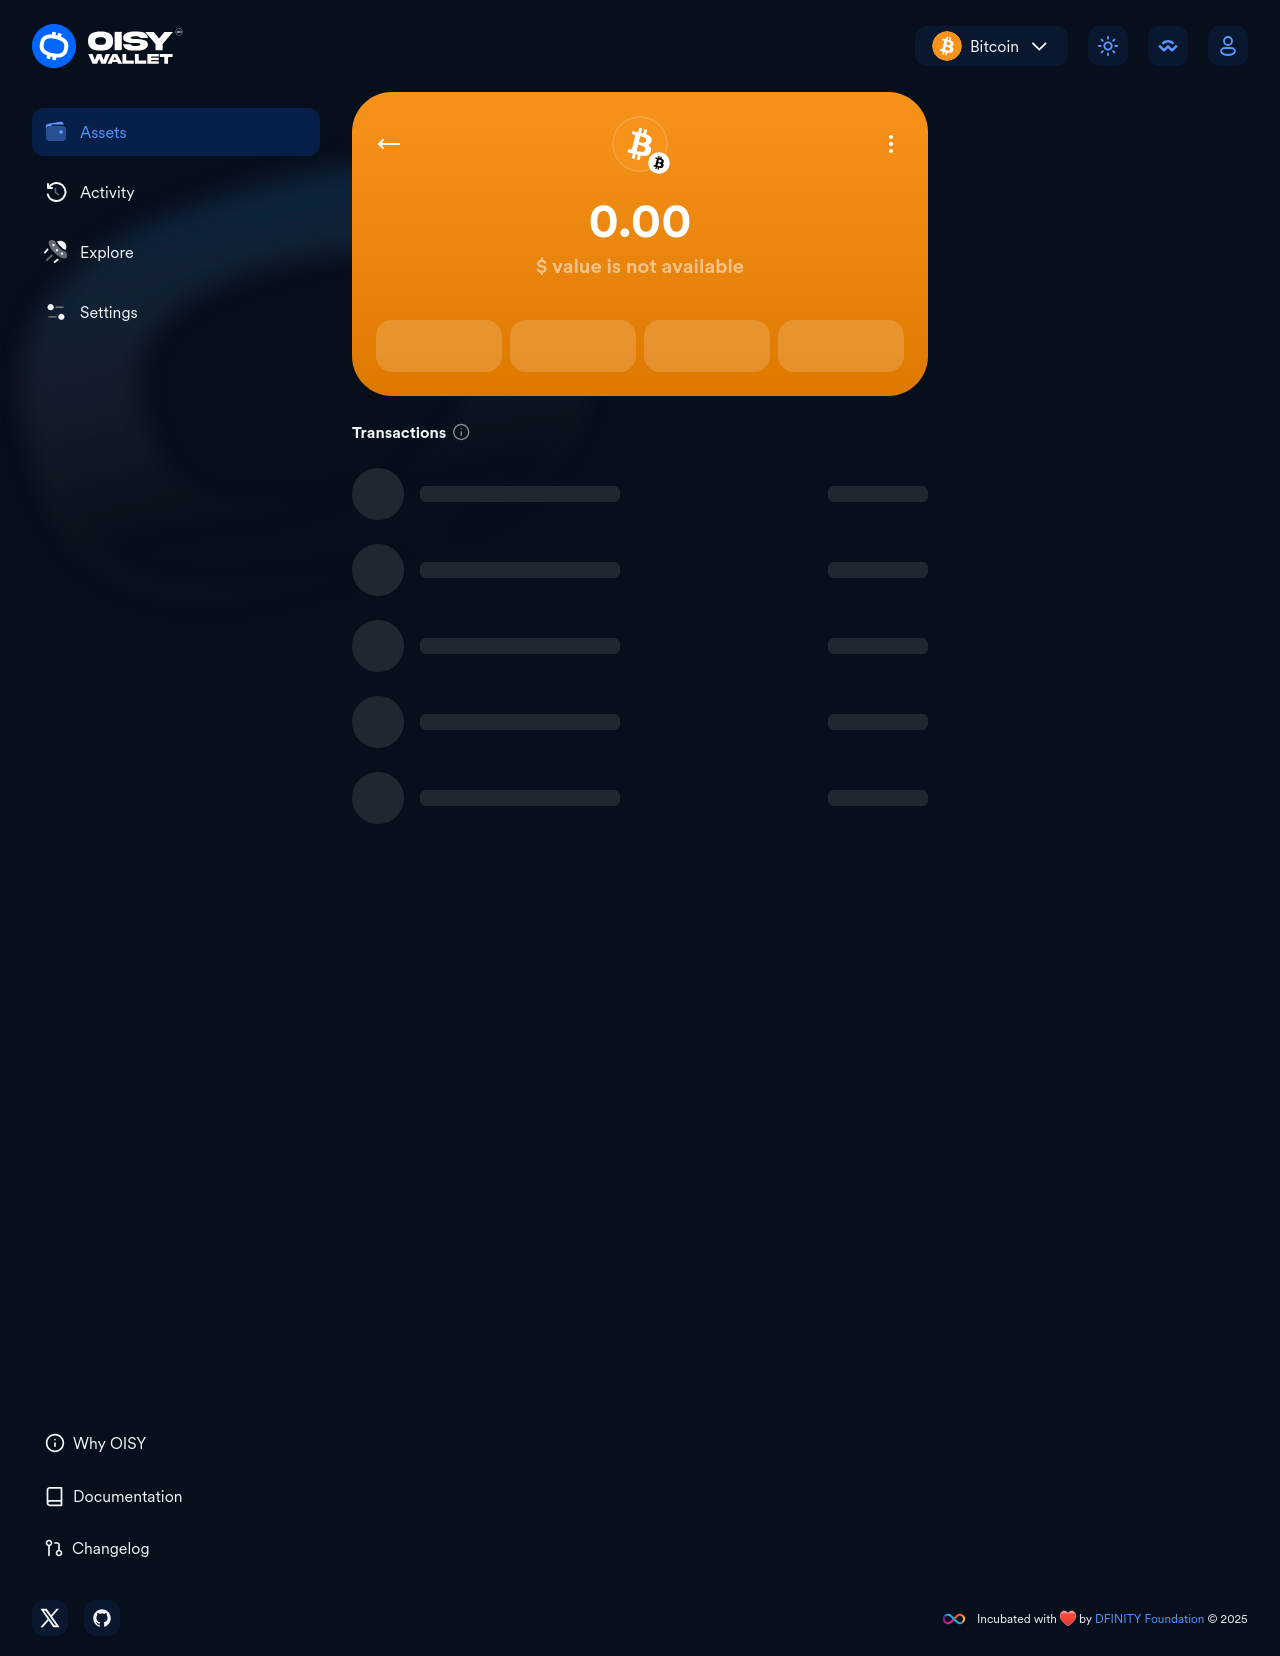 OISY
WALLET
Bitcoin
Assets
Activity
Explore
Settings
0.00
$ value is not available
Transactions
Why OISY
Documentation
Changelog
Incubated with ❤️ by DFINITY Foundation © 2025